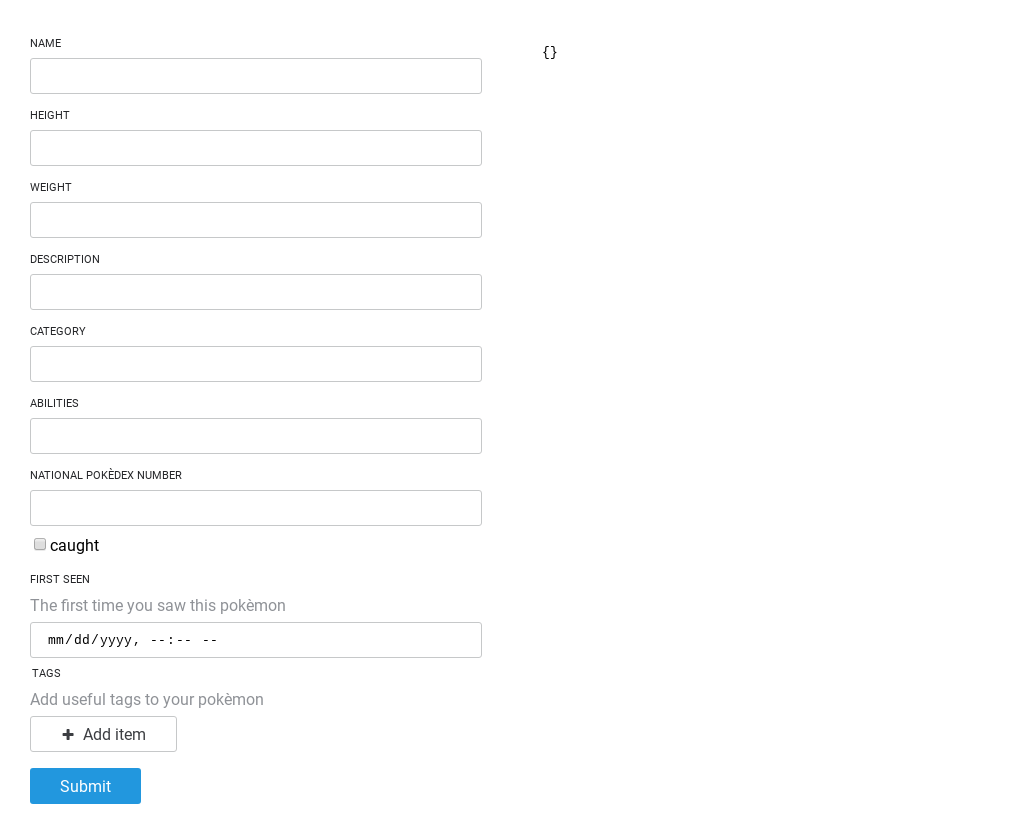 NAME
{}
HEIGHT
WEIGHT
DESCRIPTION
CATEGORY
ABILITIES
NATIONAL POKÈDEX NUMBER
caught
FIRST SEEN
The first time you saw this pokèmon
mm/dd/yyyy, --:-- --
TAGS
Add useful tags to your pokèmon
Add item
Submit